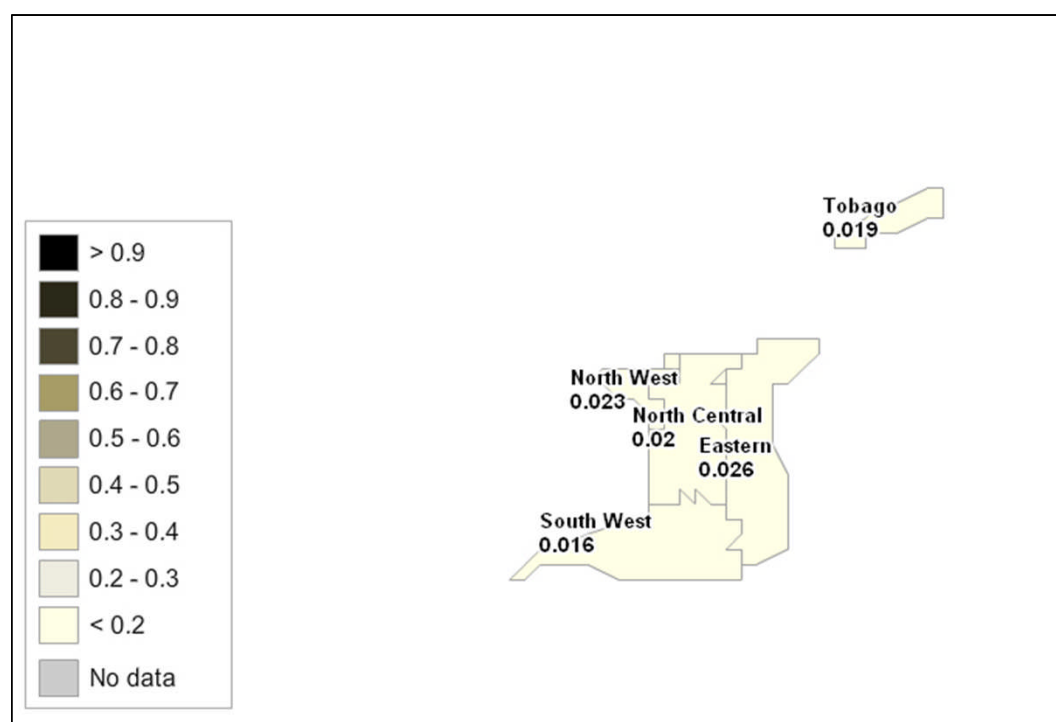 Tobago
0.019
> 0.9
0.8 - 0.9
0.7 - 0.8
0.6 - 0.7
0.5 - 0.6
0.4 - 0.5
0.3 - 0.4
0.2 - 0.3
< 0.2
No data
North West
0.023
North Central
0.02
Eastern
0.026
South West
0.016